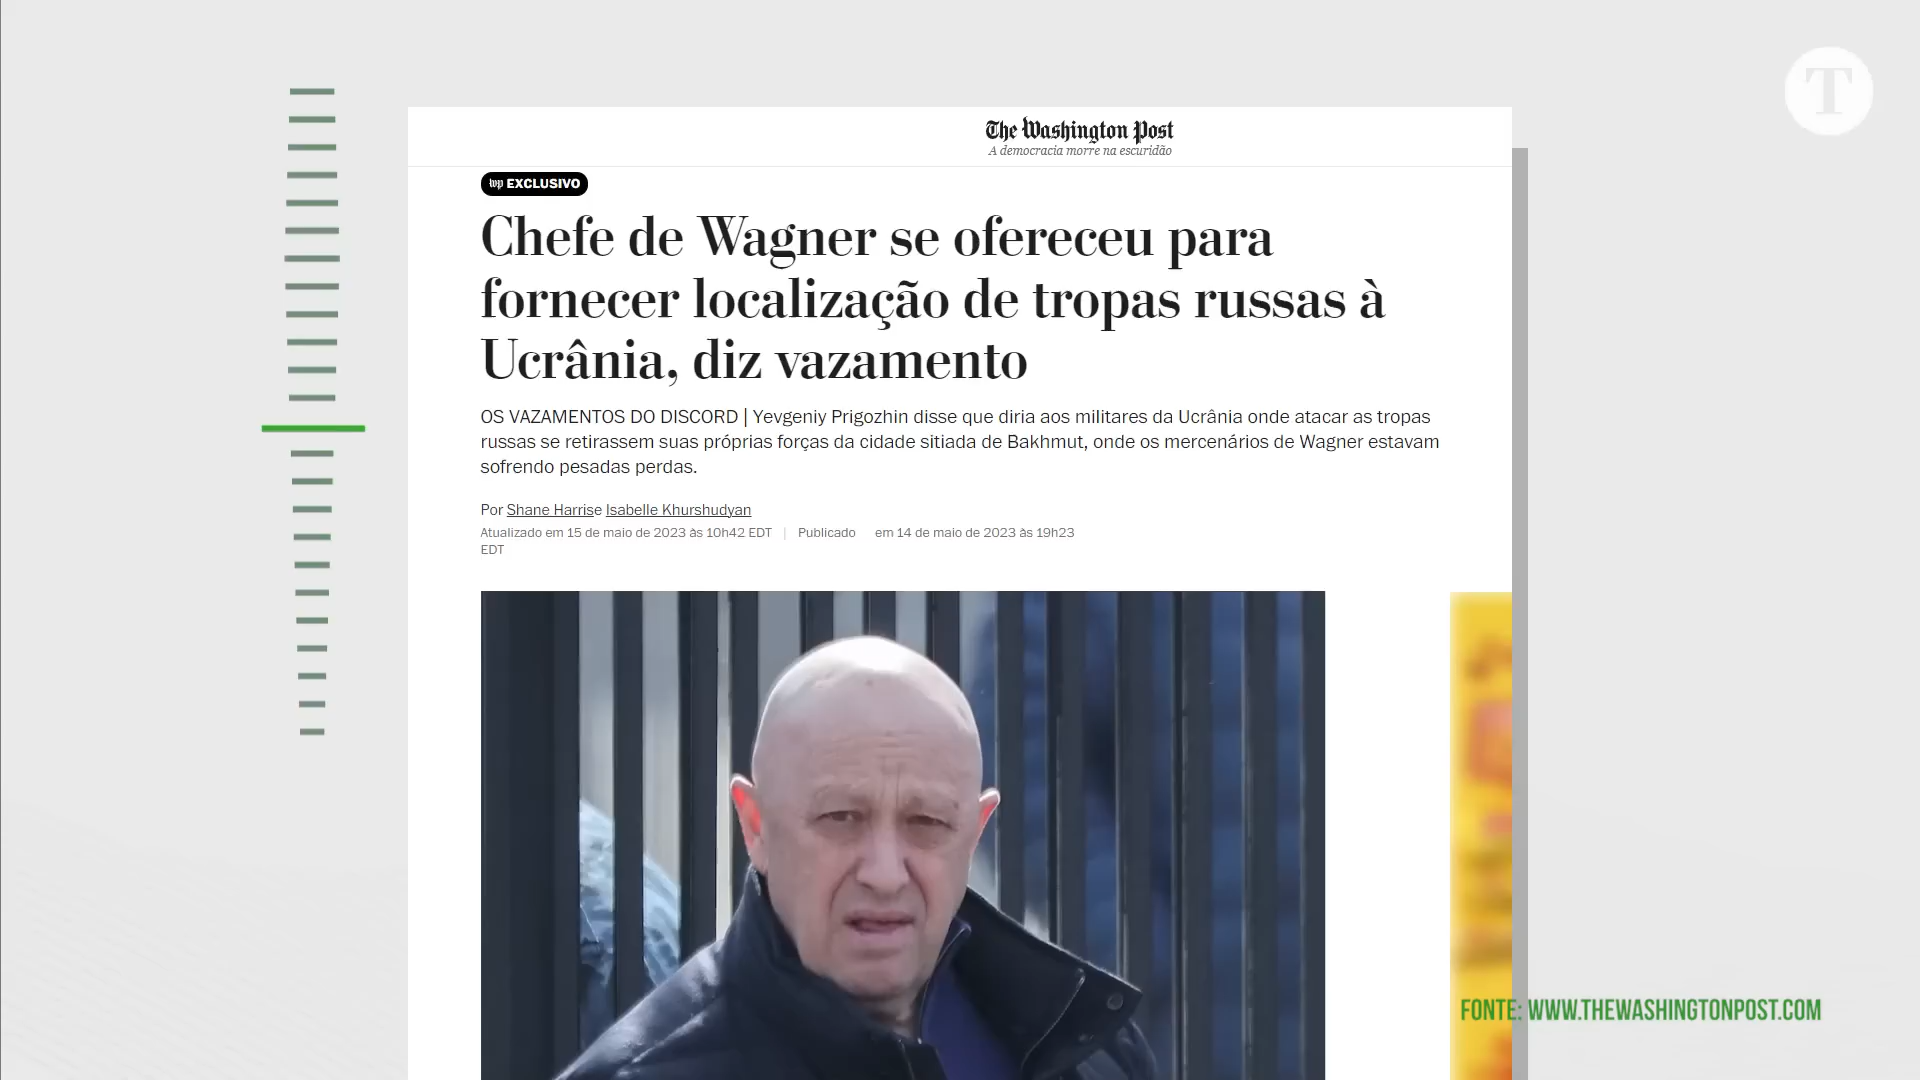 T
The Washington Post
A democracia morre na escuridão
wp EXCLUSIVO
Chefe de Wagner se ofereceu para
fornecer localização de tropas russas à
Ucrânia, diz vazamento
OS VAZAMENTOS DO DISCORD | Yevgeniy Prigozhin disse que diria aos militares da Ucrânia onde atacar as tropas
russas se retirassem suas próprias forças da cidade sitiada de Bakhmut, onde os mercenários de Wagner estavam
sofrendo pesadas perdas.
Por Shane Harrise Isabelle Khurshudyan
Atualizado em 15 de maio de 2023 às 10h42 EDT | Publicado em 14 de maio de 2023 às 19h23
EDT
FONTE: WWW.THEWASHINGTONPOST.COM